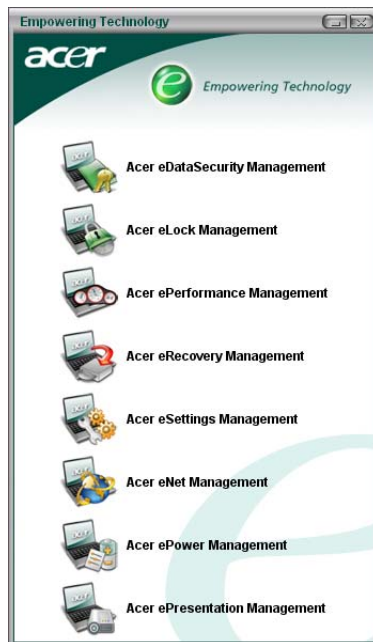 Empowering Technology
acer
e Empowering Technology
Acer eDataSecurity Management
Acer eLock Management
Acer ePerformance Management
Acer eRecovery Management
Acer eSettings Management
Acer eNet Management
Acer ePower Management
Acer ePresentation Management